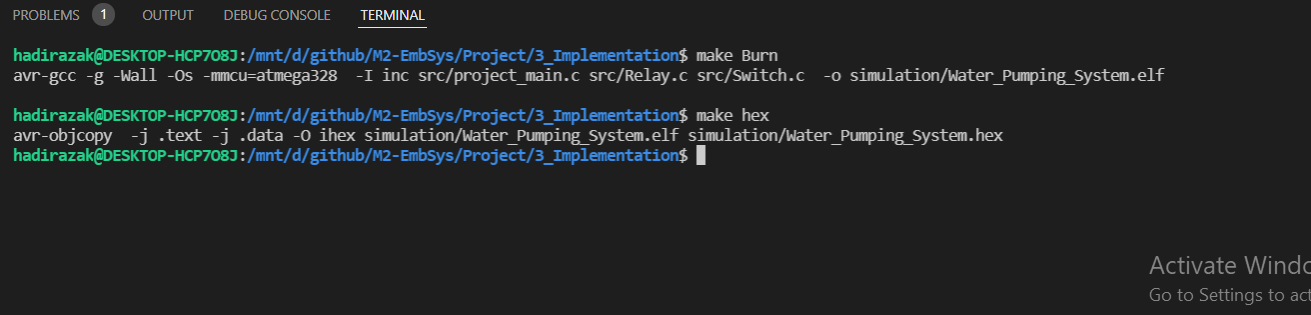 PROBLEMS 1 OUTPUT DEBUG CONSOLE TERMINAL
hadirazak@DESKTOP-HCP7O8J:/mnt/d/github/M2-EmbSys/Project/3_Implementation$ make Burn
avr-gcc -g -Wall -Os -mmcu=atmega328  -I inc src/project_main.c src/Relay.c src/Switch.c  -o simulation/Water_Pumping_System.elf
hadirazak@DESKTOP-HCP7O8J:/mnt/d/github/M2-EmbSys/Project/3_Implementation$ make hex
avr-objcopy  -j .text -j .data -O ihex simulation/Water_Pumping_System.elf simulation/Water_Pumping_System.hex
hadirazak@DESKTOP-HCP7O8J:/mnt/d/github/M2-EmbSys/Project/3_Implementation$
Activate Windo
Go to Settings to act